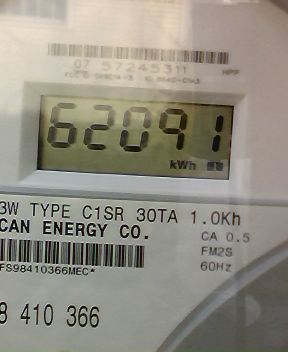 07 57245311 HPF
62091
kWh
3W TYPE C1SR 30TA 1.0Kh
CAN ENERGY CO.
CA 0.5
FM2S
60Hz
FS98410366MEC*
8 410 366